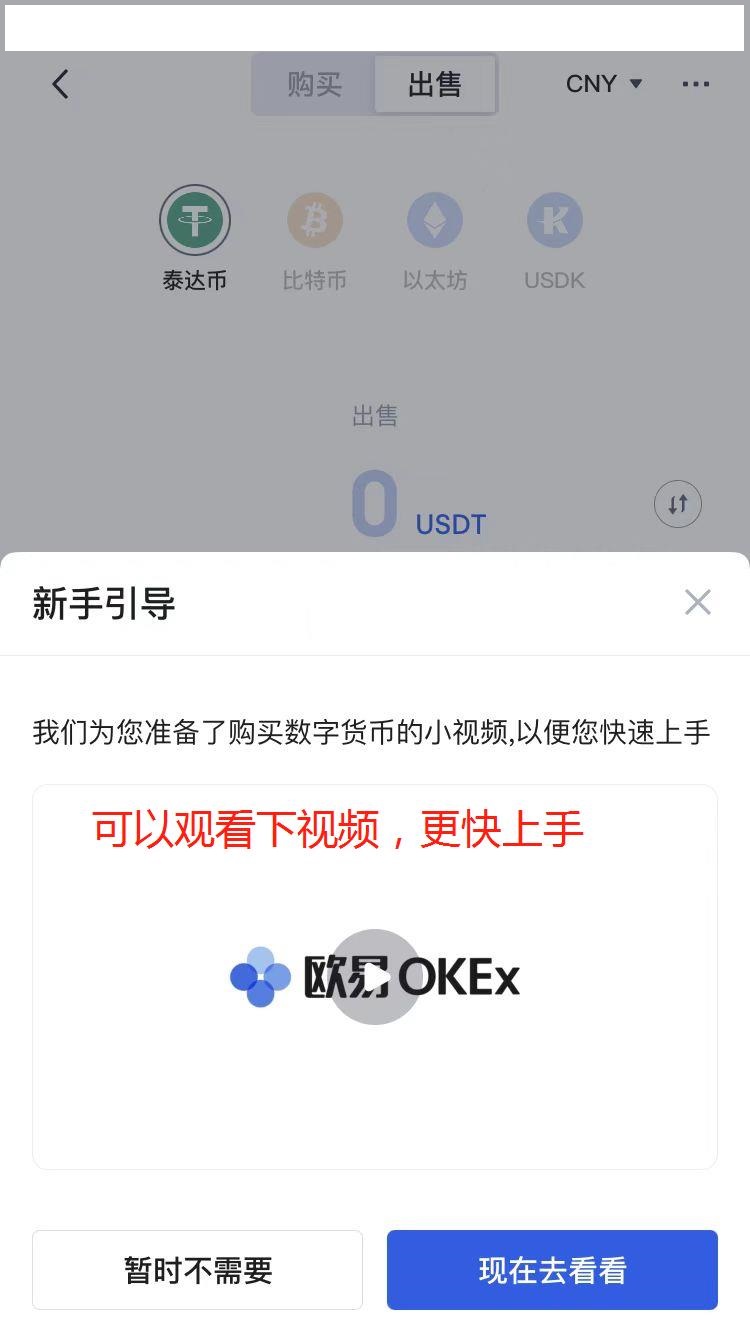 购买 出售 CNY
泰达币 比特币 以太坊 USDK
出售
0 USDT
新手引导
我们为您准备了购买数字货币的小视频,以便您快速上手
可以观看下视频，更快上手
欧易 OKEx
暂时不需要 现在去看看